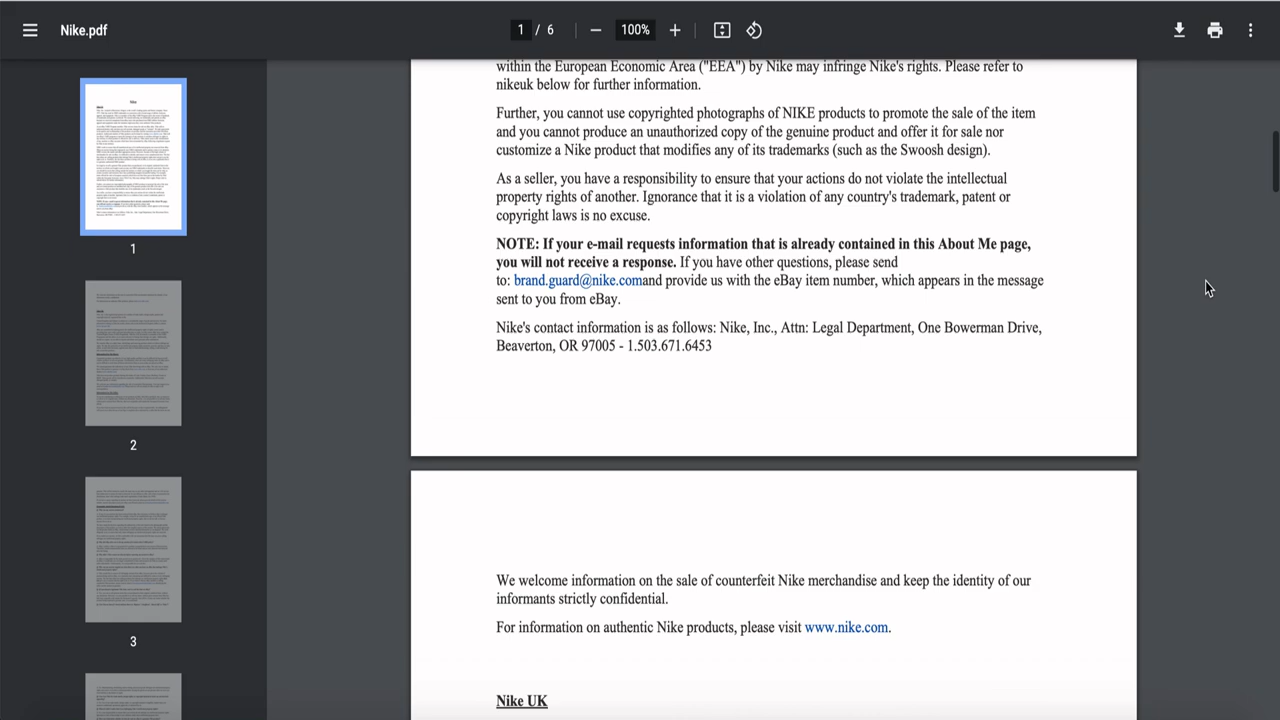 Nike.pdf
1 / 6
100%
within the European Economic Area ("EEA") by Nike may infringe Nike's rights. Please refer to
nikeuk below for further information.
Further, you cannot use copyrighted photographs of NIKE products to promote the sale of the item
and you cannot produce an unauthorized copy of the genuine product and offer it for sale nor
customize a Nike product that modifies any of its trademarks (such as the Swoosh design).
As a seller, you have a responsibility to ensure that your actions do not violate the intellectual
property rights of another. Ignorance that it is a violation of any country's trademark, patent or
copyright laws is no excuse.
NOTE: If your e-mail requests information that is already contained in this About Me page,
you will not receive a response. If you have other questions, please send
to: brand.guard@nike.comand provide us with the eBay item number, which appears in the message
sent to you from eBay.
Nike's contact information is as follows: Nike, Inc., Attn: Legal Department, One Bowerman Drive,
Beaverton, OR 97005 - 1.503.671.6453
We welcome information on the sale of counterfeit Nike merchandise and keep the identity of our
informants strictly confidential.
For information on authentic Nike products, please visit www.nike.com.
Nike UK
1
2
3